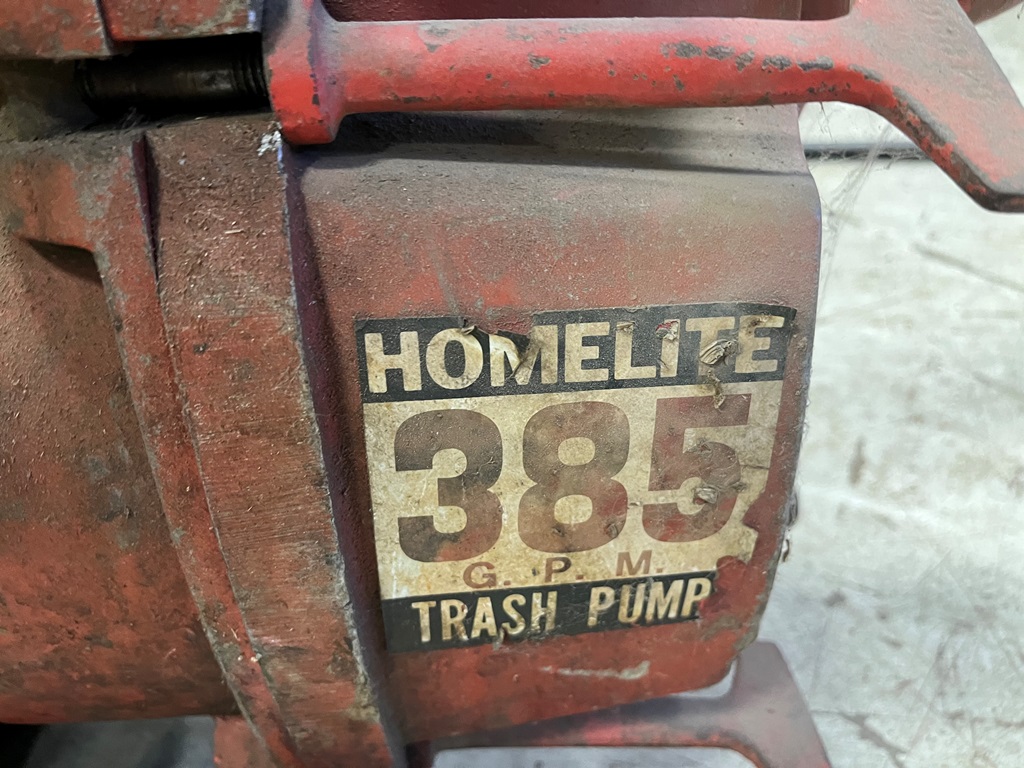 HOMELITE
385
G. P. M.
TRASH PUMP